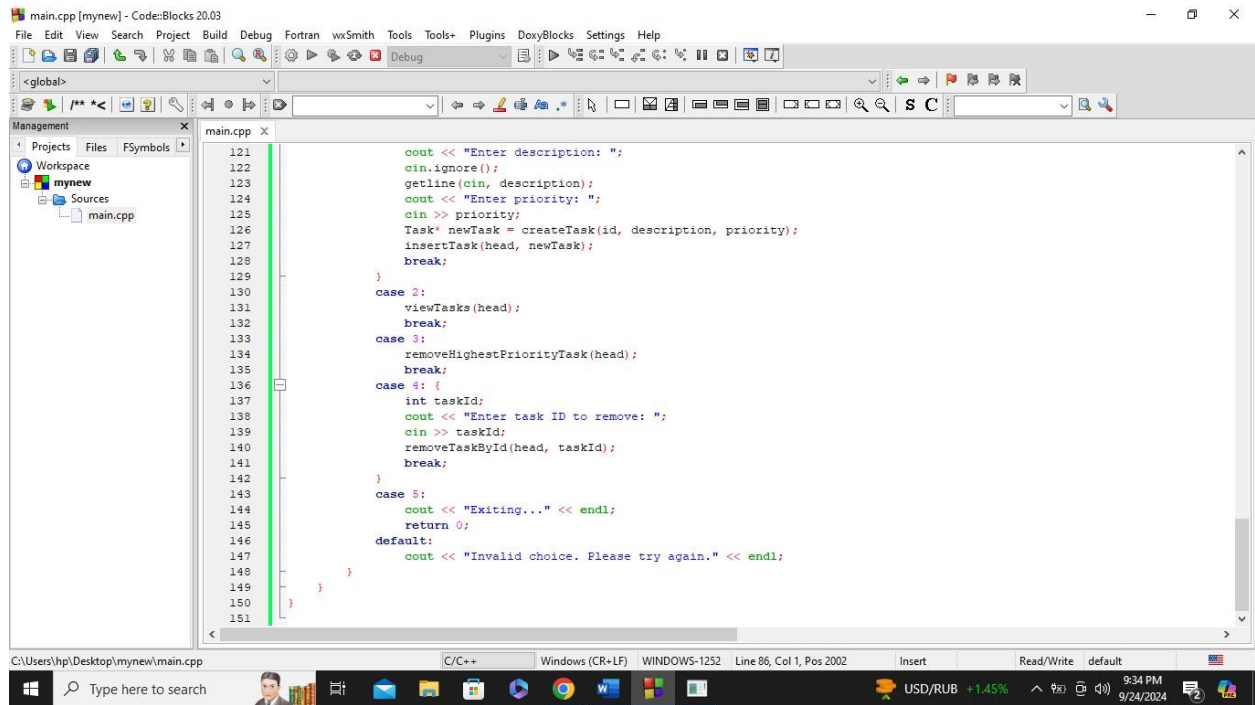 main.cpp [mynew] - Code::Blocks 20.03
File Edit View Search Project Build Debug Fortran wxSmith Tools Tools+ Plugins DoxyBlocks Settings Help
Debug
<global>
/** *<
S C
Management
main.cpp
Projects Files FSymbols
Workspace
mynew
Sources
main.cpp
121 cout << "Enter description: ";
122 cin.ignore();
123 getline(cin, description);
124 cout << "Enter priority: ";
125 cin >> priority;
126 Task* newTask = createTask(id, description, priority);
127 insertTask(head, newTask);
128 break;
129 }
130 case 2:
131 viewTasks(head);
132 break;
133 case 3:
134 removeHighestPriorityTask(head);
135 break;
136 case 4: {
137 int taskId;
138 cout << "Enter task ID to remove: ";
139 cin >> taskId;
140 removeTaskById(head, taskId);
141 break;
142 }
143 case 5:
144 cout << "Exiting..." << endl;
145 return 0;
146 default:
147 cout << "Invalid choice. Please try again." << endl;
148 }
149 }
150 }
151
C:\Users\hp\Desktop\mynew\main.cpp C/C++ Windows (CR+LF) WINDOWS-1252 Line 86, Col 1, Pos 2002 Insert Read/Write default
Type here to search
USD/RUB +1.45%
9:34 PM
9/24/2024
2
PRE